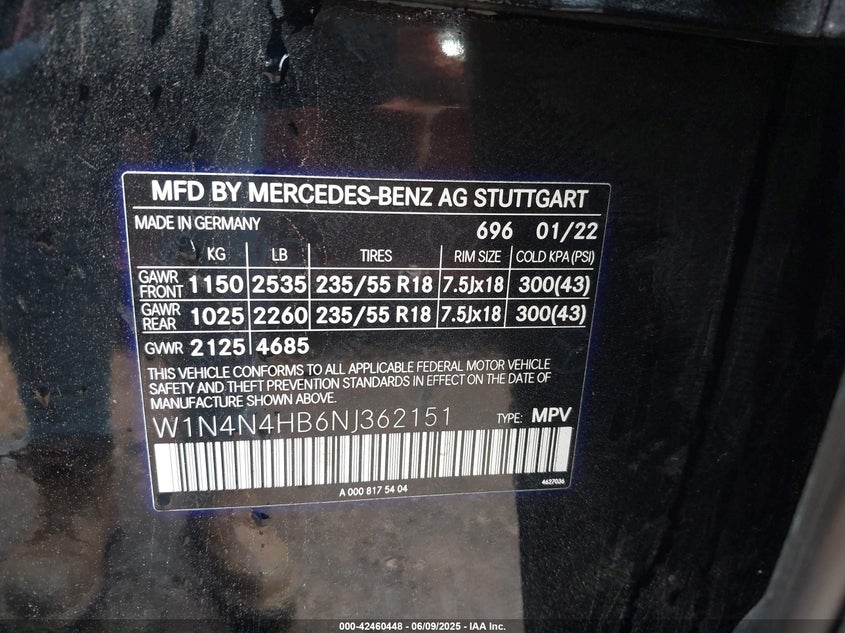 MFD BY MERCEDES-BENZ AG STUTTGART
MADE IN GERMANY 696 01/22
KG LB TIRES RIM SIZE COLD KPA (PSI)
GAWR FRONT 1150 2535 235/55 R18 7.5Jx18 300(43)
GAWR REAR 1025 2260 235/55 R18 7.5Jx18 300(43)
GVWR 2125 4685
THIS VEHICLE CONFORMS TO ALL APPLICABLE FEDERAL MOTOR VEHICLE
SAFETY AND THEFT PREVENTION STANDARDS IN EFFECT ON THE DATE OF
MANUFACTURE SHOWN ABOVE.
W1N4N4HB6NJ362151 TYPE: MPV
A 000 817 54 04 4627036
000-42460448 - 06/09/2025 - IAA Inc.